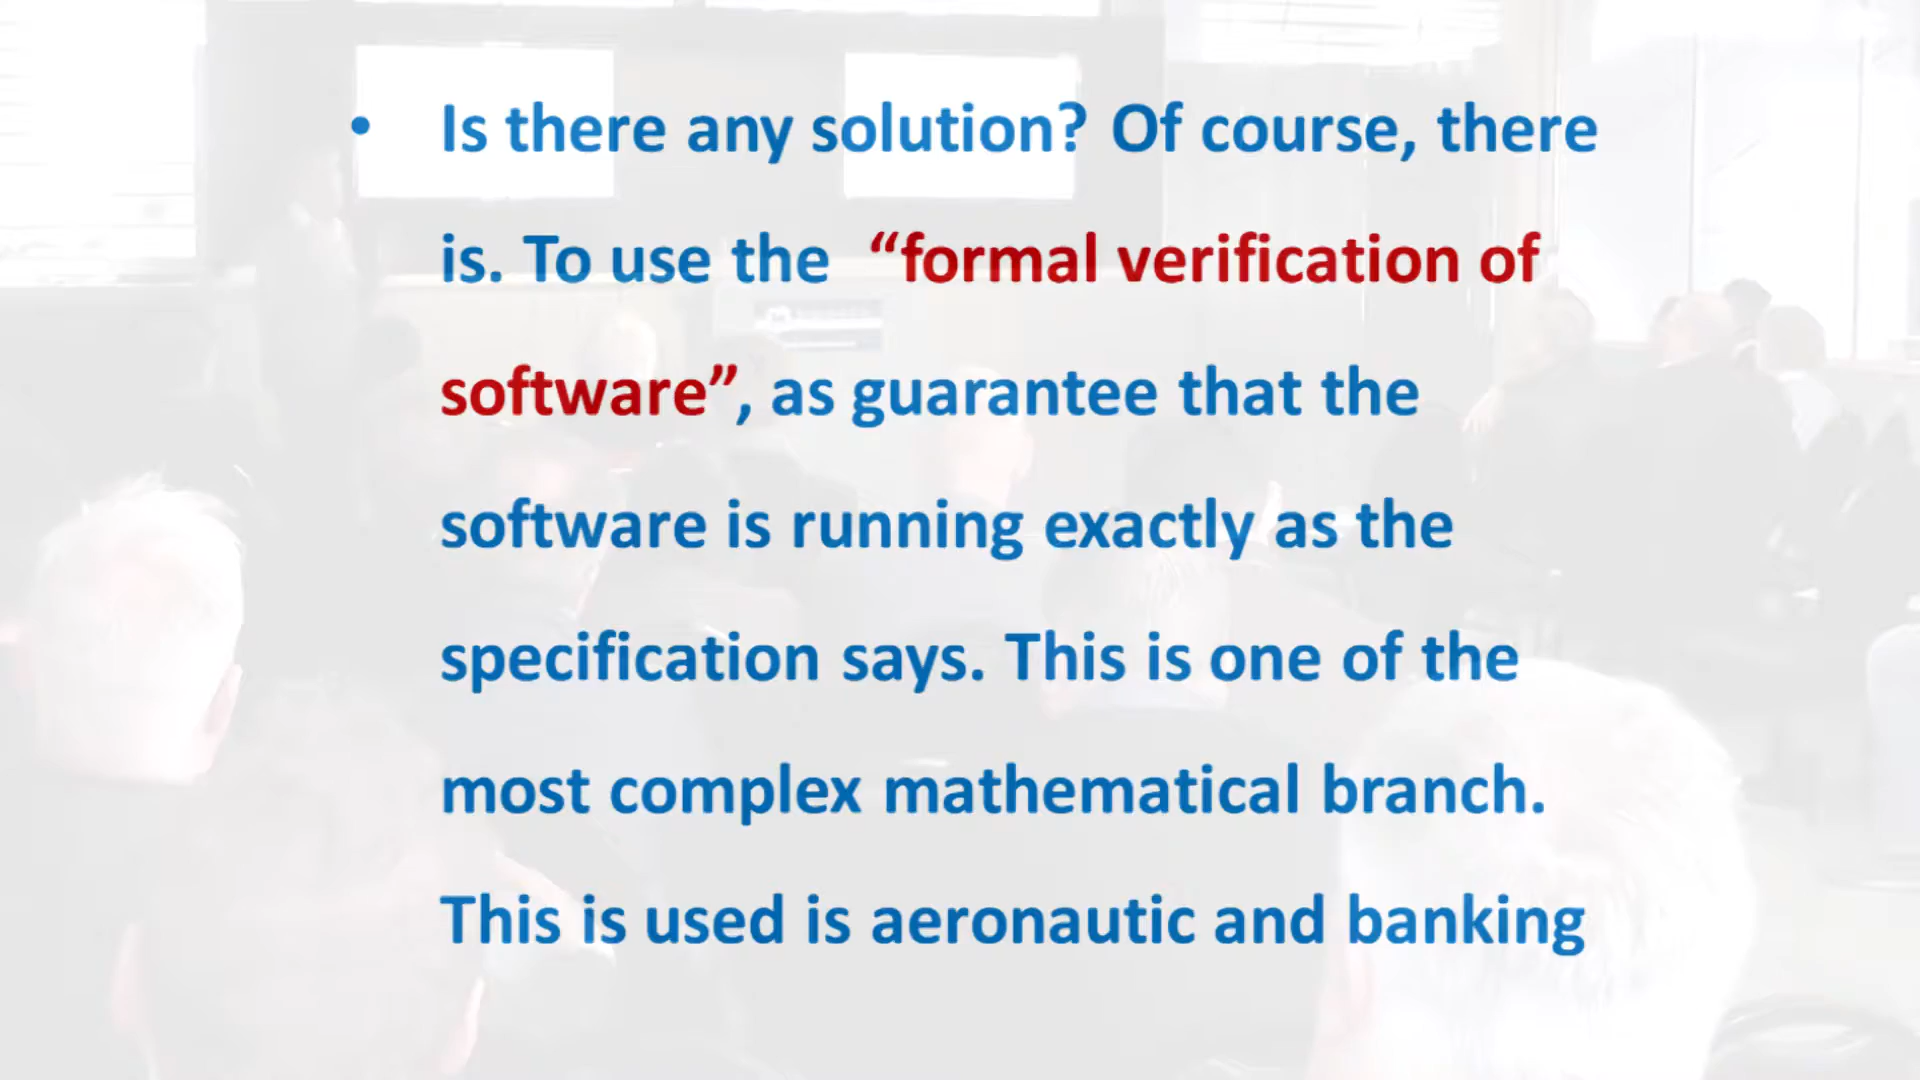 • Is there any solution? Of course, there
is. To use the “formal verification of
software”, as guarantee that the
software is running exactly as the
specification says. This is one of the
most complex mathematical branch.
This is used is aeronautic and banking